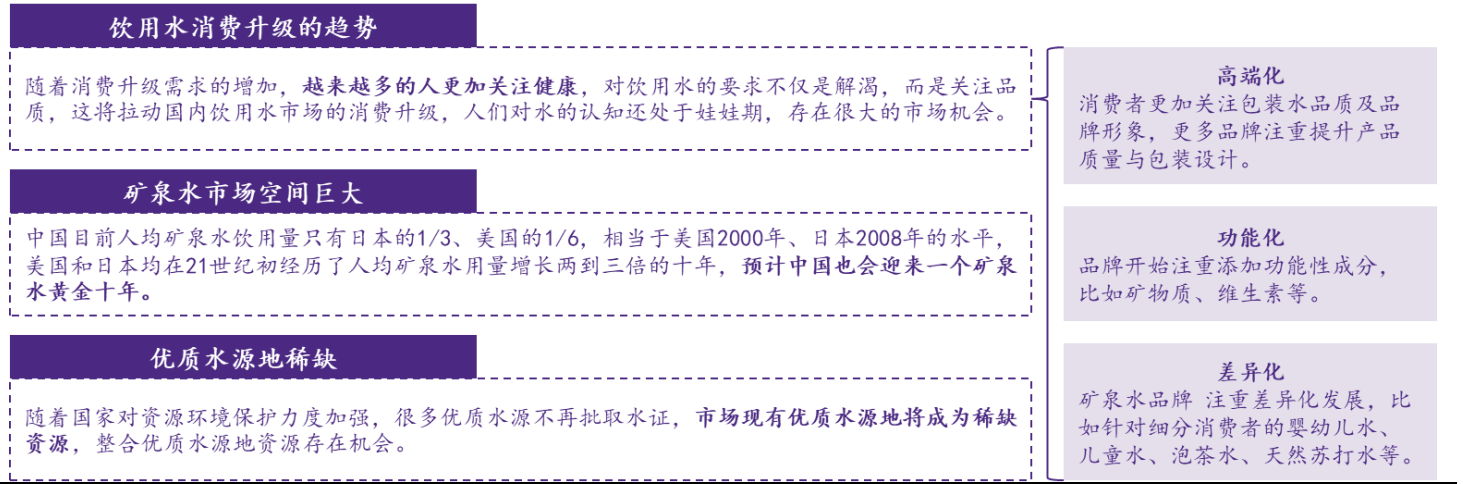 饮用水消费升级的趋势
随着消费升级需求的增加，越来越多的人更加关注健康，对饮用水的要求不仅是解渴，而是关注品
质，这将拉动国内饮用水市场的消费升级，人们对水的认知还处于娃娃期，存在很大的市场机会。
矿泉水市场空间巨大
中国目前人均矿泉水饮用量只有日本的1/3、美国的1/6，相当于美国2000年、日本2008年的水平，
美国和日本均在21世纪初经历了人均矿泉水用量增长两到三倍的十年，预计中国也会迎来一个矿泉
水黄金十年。
优质水源地稀缺
随着国家对资源环境保护力度加强，很多优质水源不再批取水证，市场现有优质水源地将成为稀缺
资源，整合优质水源地资源存在机会。
高端化
消费者更加关注包装水品质及品
牌形象，更多品牌注重提升产品
质量与包装设计。
功能化
品牌开始注重添加功能性成分，
比如矿物质、维生素等。
差异化
矿泉水品牌 注重差异化发展，比
如针对细分消费者的婴幼儿水、
儿童水、泡茶水、天然苏打水等。